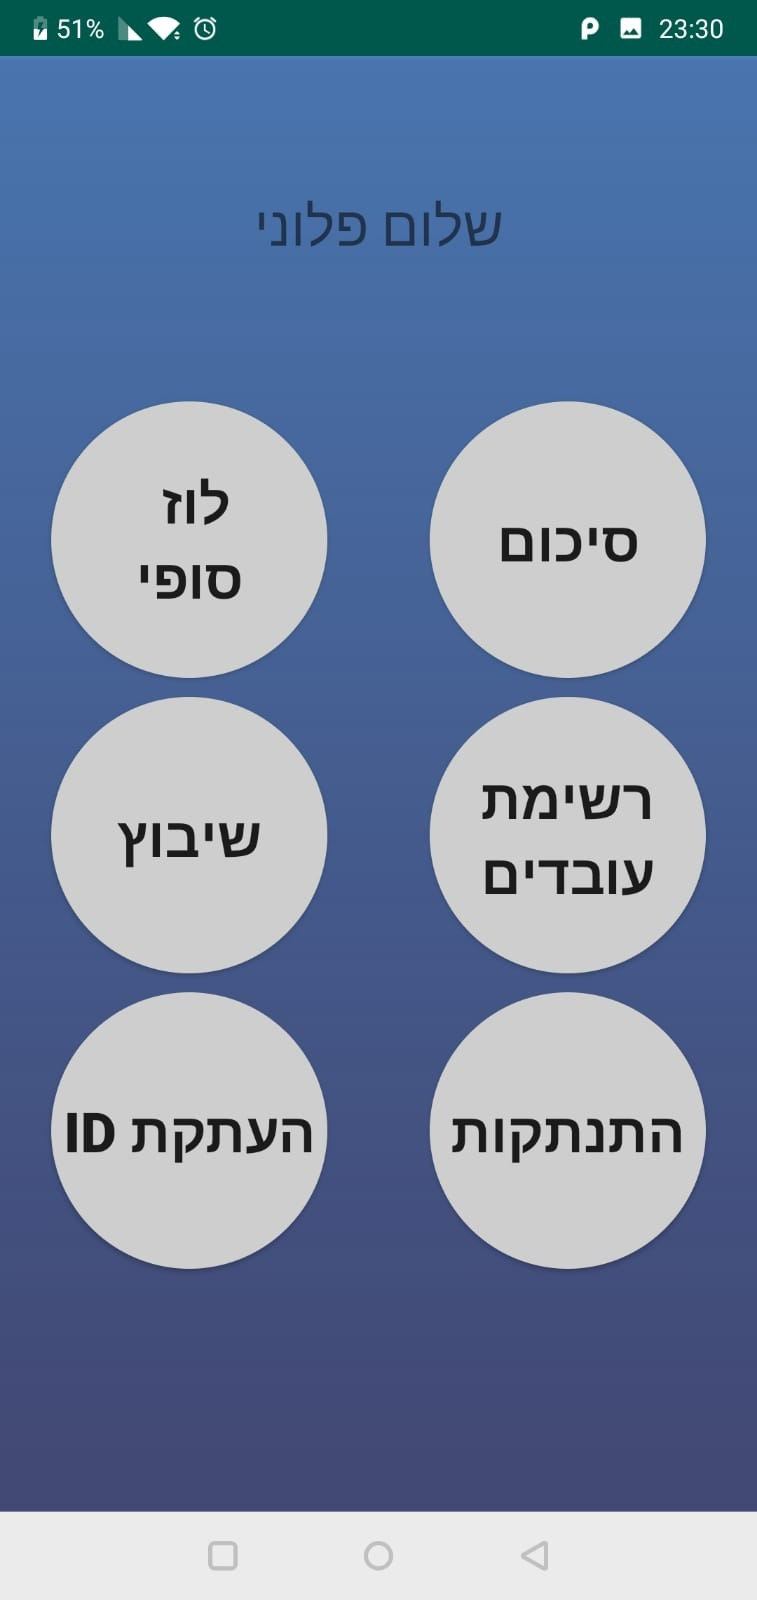 51%
23:30
שלום פלוני
סיכום
לוז
סופי
רשימת
עובדים
שיבוץ
התנתקות
העתקת ID